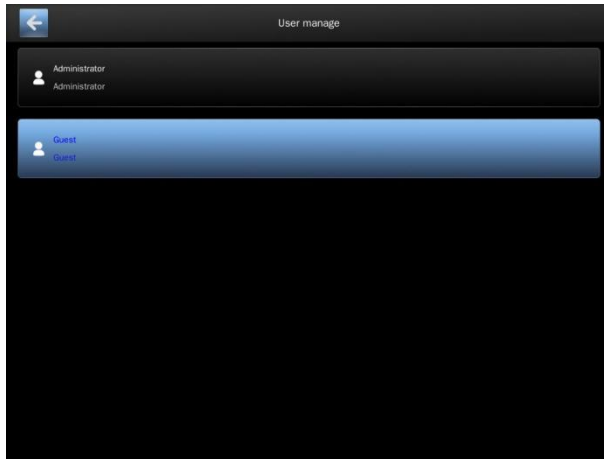 User manage
Administrator
Administrator
Guest
Guest